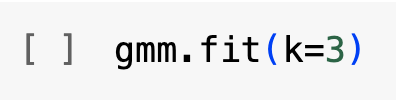 [ ] gmm.fit(k=3)